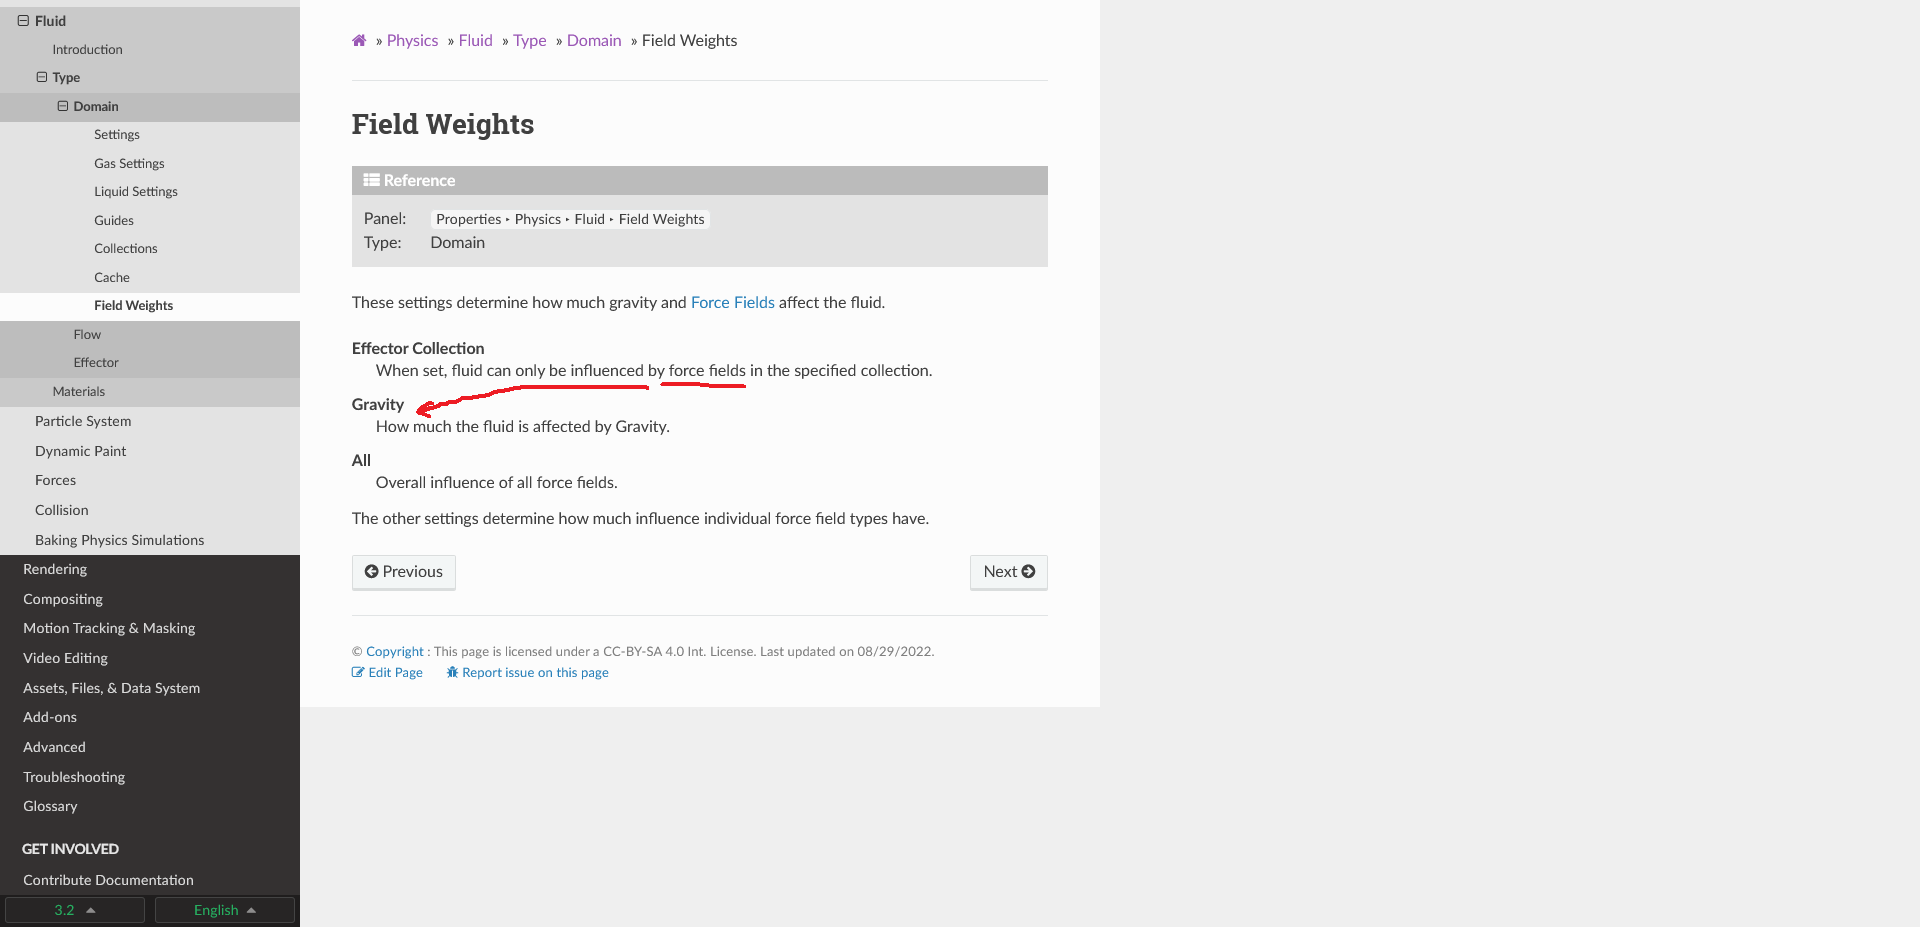 Fluid
Introduction
Type
Domain
Settings
Gas Settings
Liquid Settings
Guides
Collections
Cache
Field Weights
Flow
Effector
Materials
Particle System
Dynamic Paint
Forces
Collision
Baking Physics Simulations
Rendering
Compositing
Motion Tracking & Masking
Video Editing
Assets, Files, & Data System
Add-ons
Advanced
Troubleshooting
Glossary
GET INVOLVED
Contribute Documentation
3.2
English
» Physics » Fluid » Type » Domain » Field Weights
Field Weights
Reference
Panel: Properties ‣ Physics ‣ Fluid ‣ Field Weights
Type: Domain
These settings determine how much gravity and Force Fields affect the fluid.
Effector Collection
When set, fluid can only be influenced by force fields in the specified collection.
Gravity
How much the fluid is affected by Gravity.
All
Overall influence of all force fields.
The other settings determine how much influence individual force field types have.
Previous
Next
© Copyright : This page is licensed under a CC-BY-SA 4.0 Int. License. Last updated on 08/29/2022.
Edit Page Report issue on this page